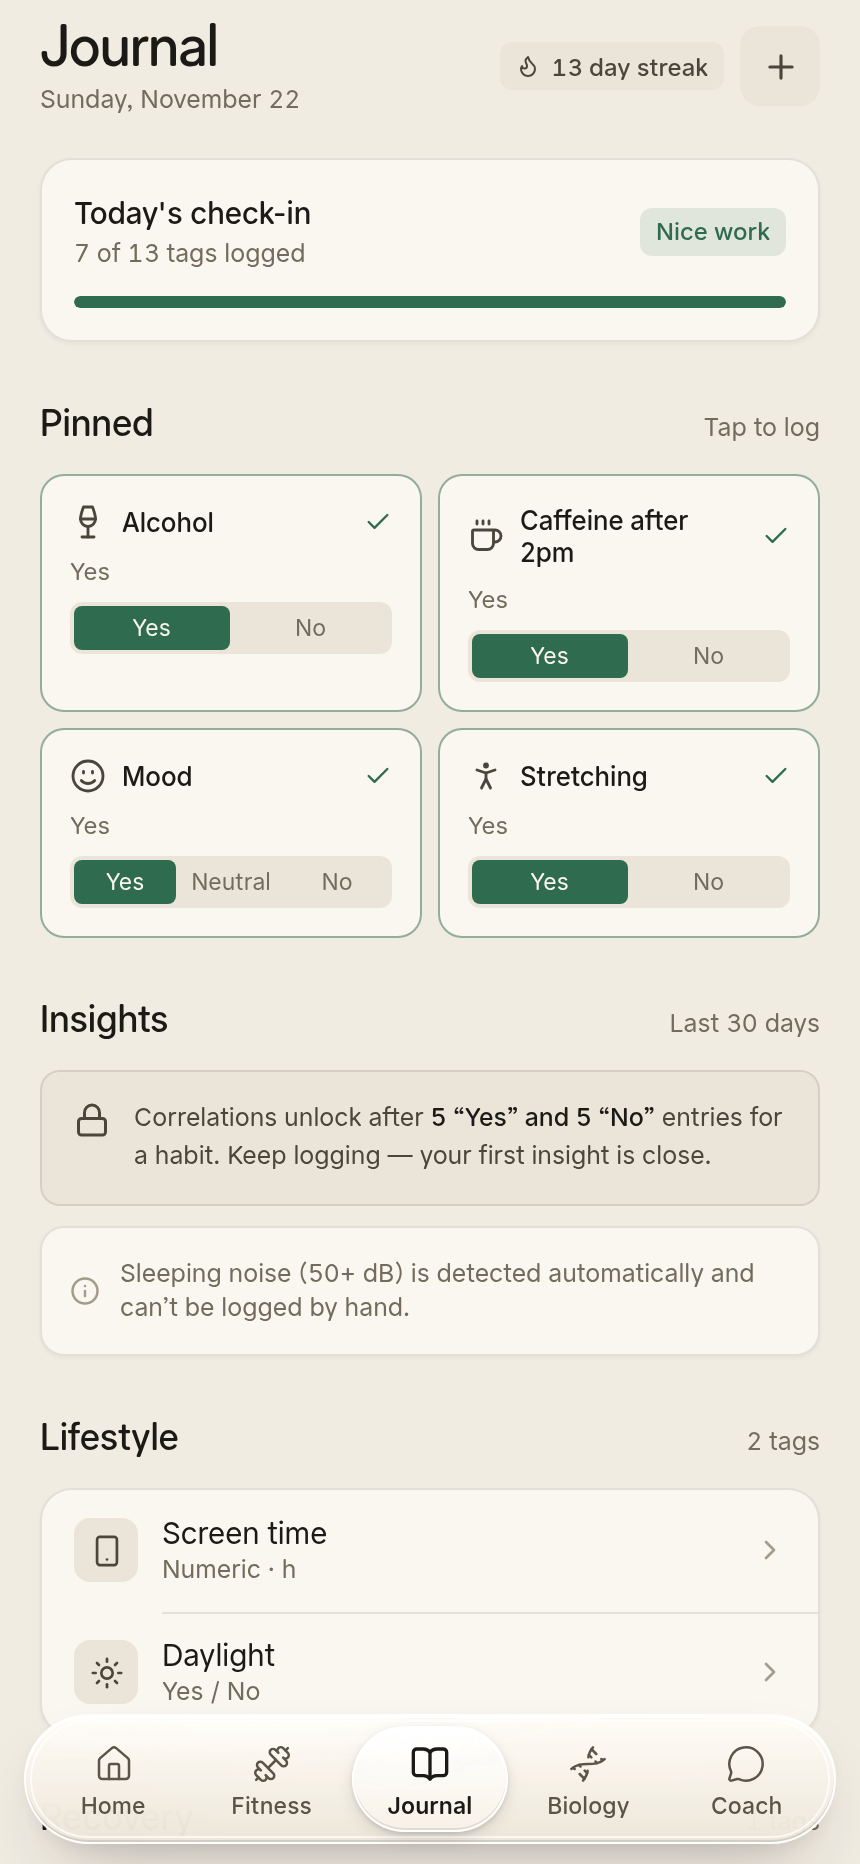 Journal
Sunday, November 22
13 day streak
Today's check-in
7 of 13 tags logged
Nice work
Pinned
Tap to log
Alcohol
Yes
Yes No
Caffeine after
2pm
Yes
Yes No
Mood
Yes
Yes Neutral No
Stretching
Yes
Yes No
Insights
Last 30 days
Correlations unlock after 5 “Yes” and 5 “No” entries for
a habit. Keep logging — your first insight is close.
Sleeping noise (50+ dB) is detected automatically and
can’t be logged by hand.
Lifestyle
2 tags
Screen time
Numeric · h
Daylight
Yes / No
Recovery
tags
Home Fitness Journal Biology Coach